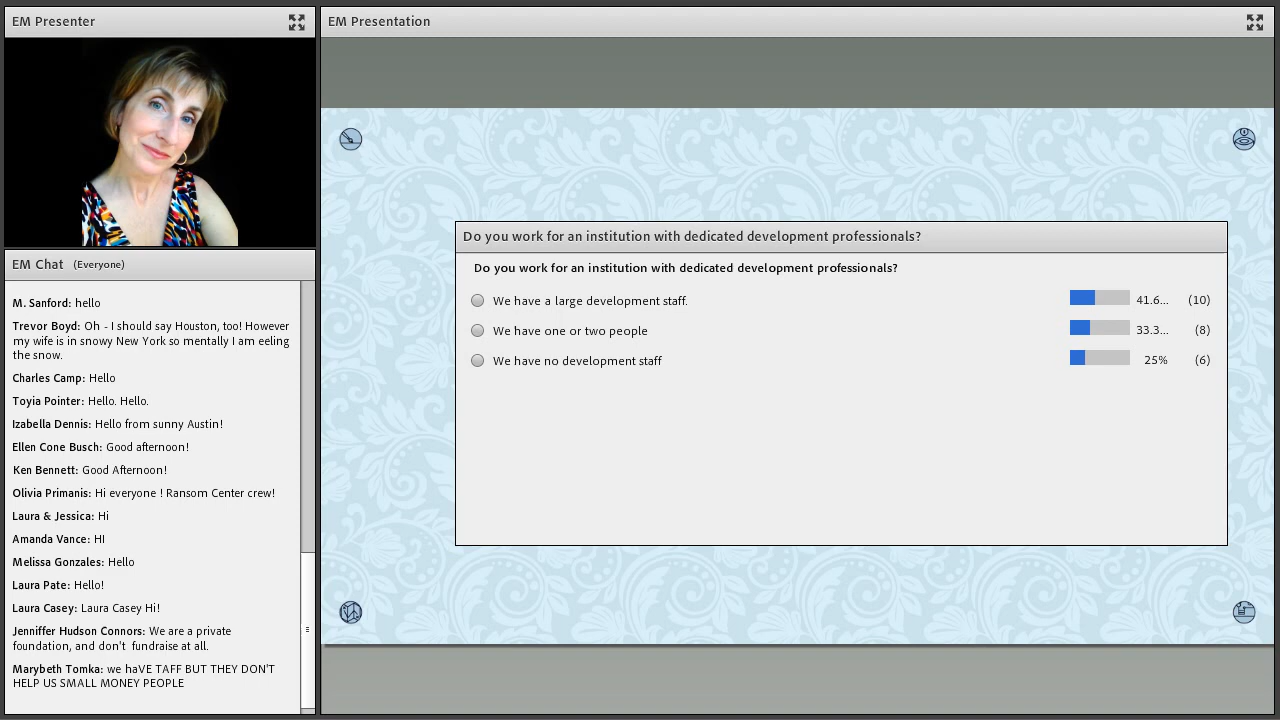 EM Presenter
EM Chat (Everyone)
M. Sanford: hello
Trevor Boyd: Oh - I should say Houston, too! However
my wife is in snowy New York so mentally I am eeling
the snow.
Charles Camp: Hello
Toyia Pointer: Hello. Hello.
Izabella Dennis: Hello from sunny Austin!
Ellen Cone Busch: Good afternoon!
Ken Bennett: Good Afternoon!
Olivia Primanis: Hi everyone ! Ransom Center crew!
Laura & Jessica: Hi
Amanda Vance: HI
Melissa Gonzales: Hello
Laura Pate: Hello!
Laura Casey: Laura Casey Hi!
Jenniffer Hudson Connors: We are a private
foundation, and don't fundraise at all.
Marybeth Tomka: we haVE TAFF BUT THEY DON'T
HELP US SMALL MONEY PEOPLE
EM Presentation
Do you work for an institution with dedicated development professionals?
Do you work for an institution with dedicated development professionals?
We have a large development staff. 41.6... (10)
We have one or two people 33.3... (8)
We have no development staff 25% (6)